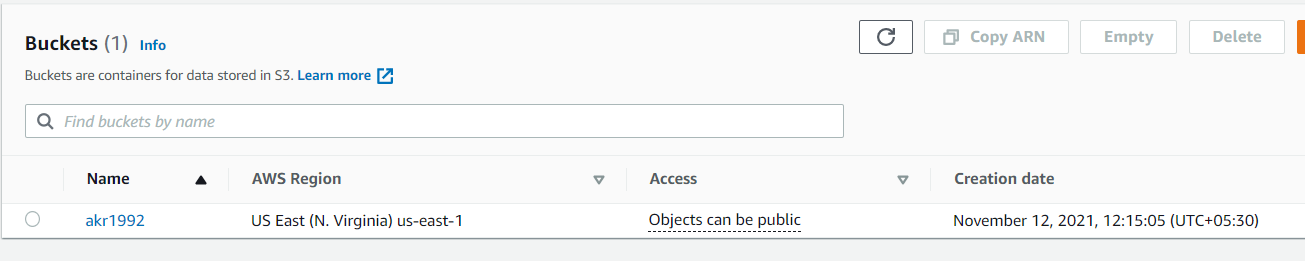 Buckets (1) Info
Copy ARN
Empty
Delete
Buckets are containers for data stored in S3. Learn more
Find buckets by name
Name AWS Region Access Creation date
akr1992 US East (N. Virginia) us-east-1 Objects can be public November 12, 2021, 12:15:05 (UTC+05:30)